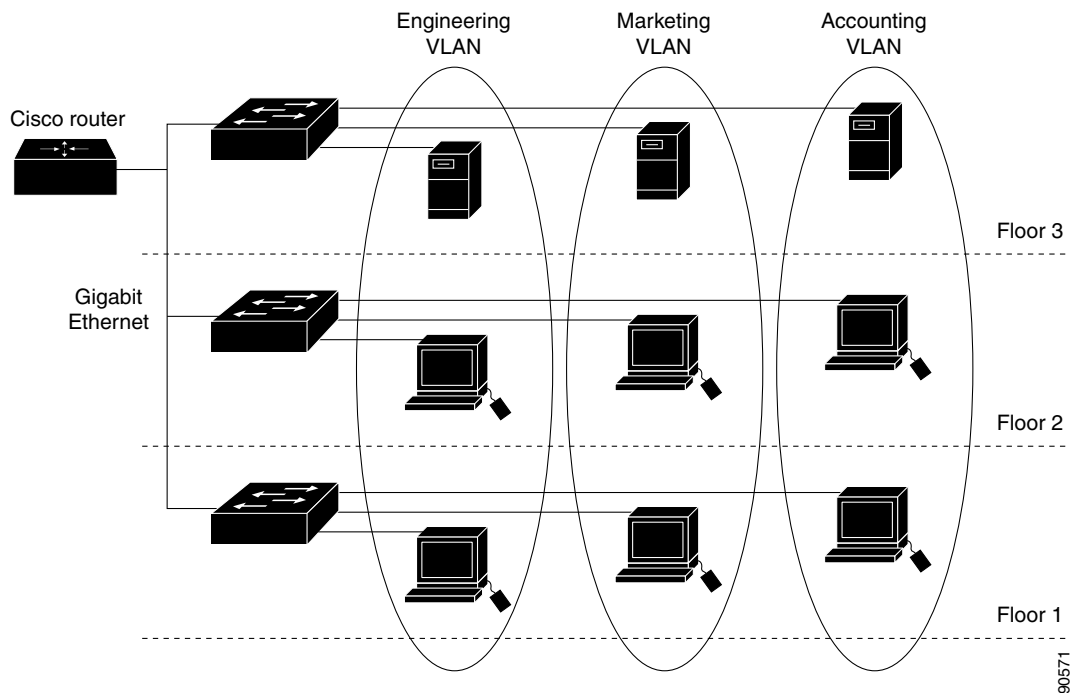 Engineering
VLAN
Marketing
VLAN
Accounting
VLAN
Cisco router
Floor 3
Gigabit
Ethernet
Floor 2
Floor 1
90571